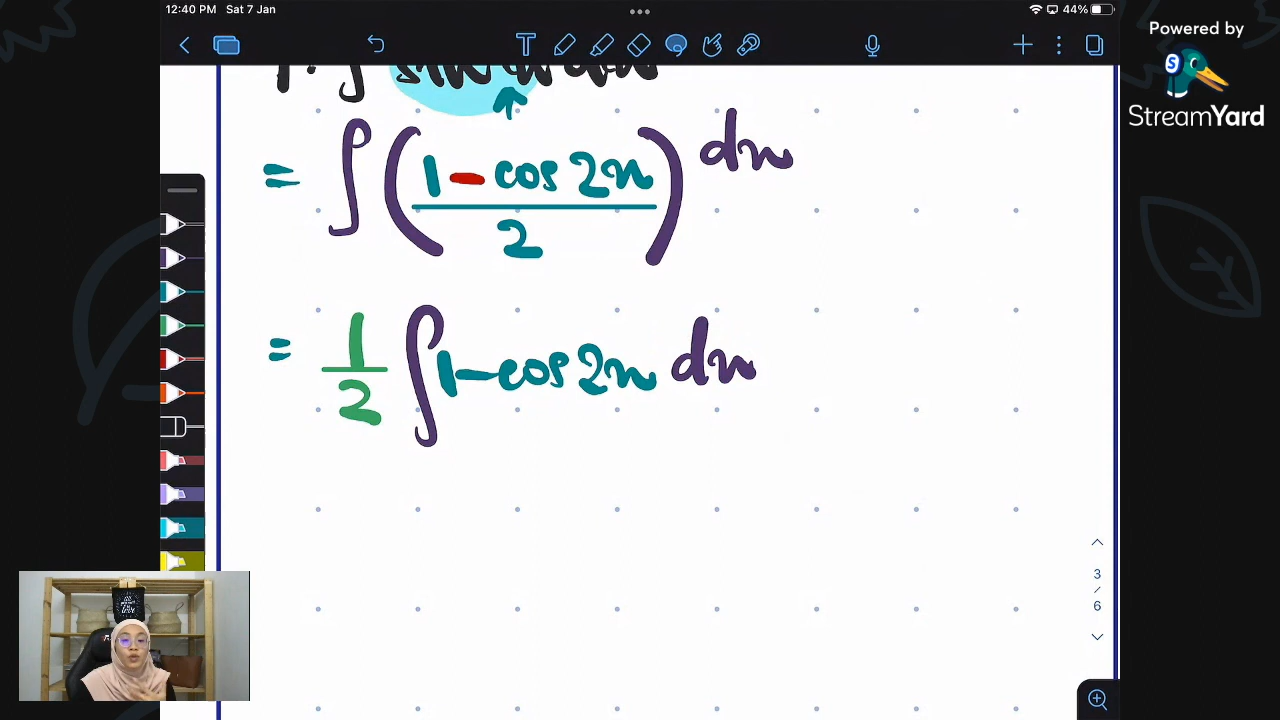 12:40 PM Sat 7 Jan
44%
Powered by
StreamYard
1. ∫
= ∫ ( 1 - cos 2x / 2 ) dx
= 1/2 ∫ 1 - cos 2x dx
3
/
6